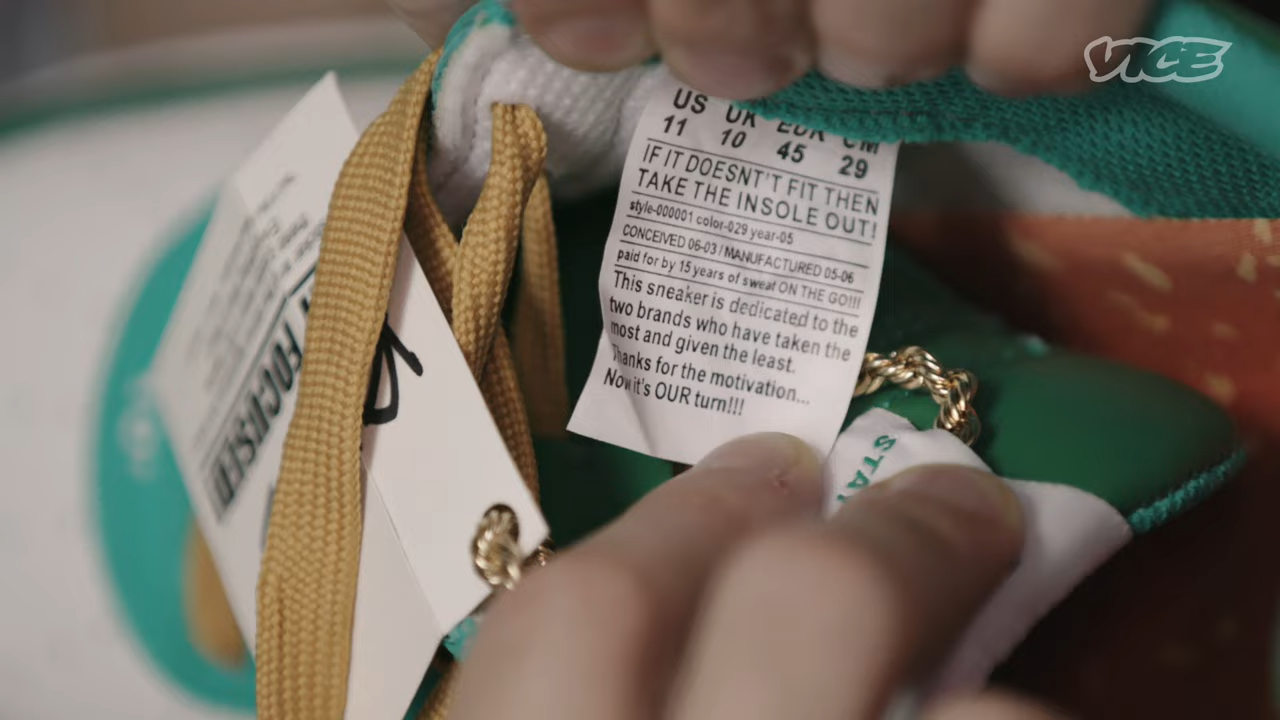 VICE
US UK EUR CM
11 10 45 29
IF IT DOESNT'T FIT THEN
TAKE THE INSOLE OUT!
style-000001 color-029 year-05
CONCEIVED 06-03 / MANUFACTURED 05-06
paid for by 15 years of sweat ON THE GO!!!
This sneaker is dedicated to the
two brands who have taken the
most and given the least.
Thanks for the motivation...
Now it's OUR turn!!!
FOCUSED
STA